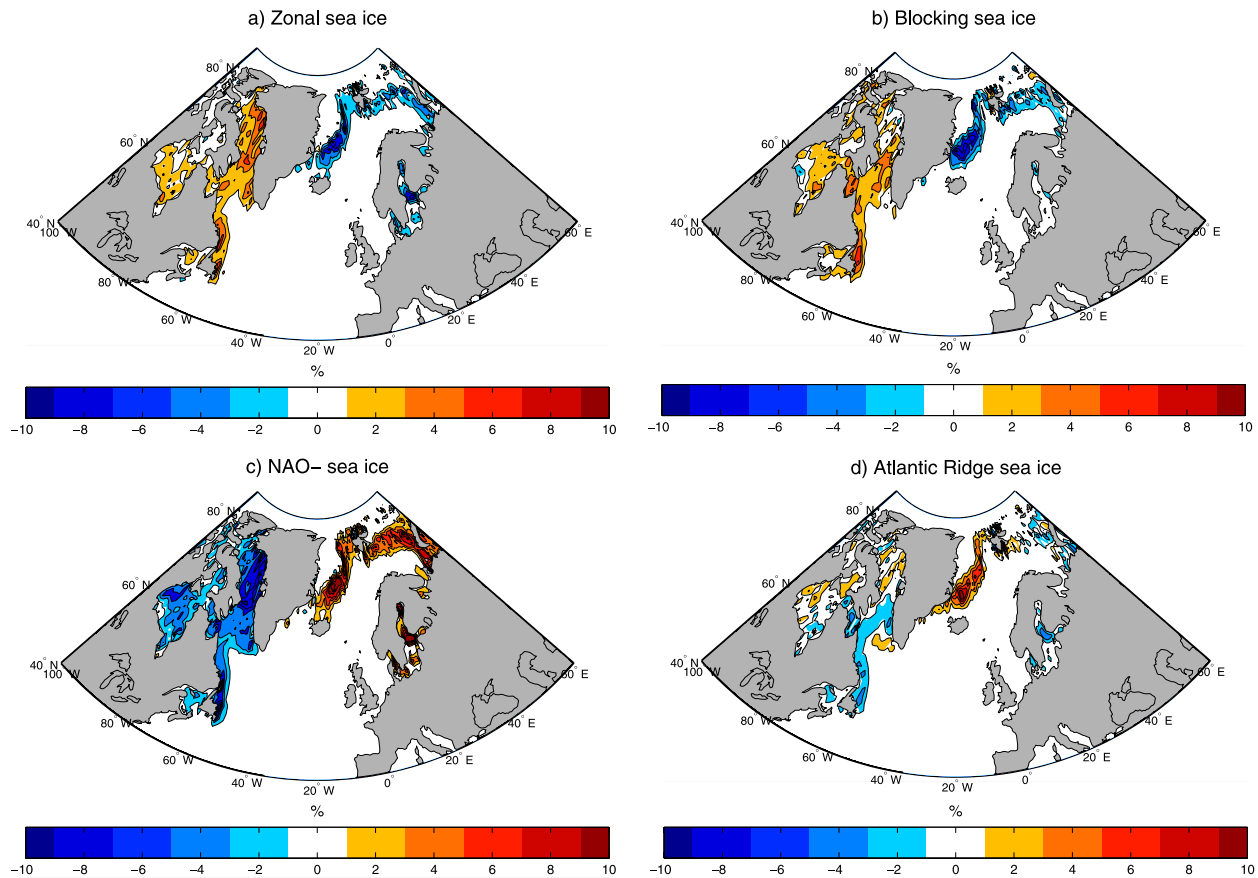 a) Zonal sea ice
80° N
60° N
40° N
100° W
80° W
60° W
40° W
20° W
0°
20° E
40° E
60° E
%
−10 −8 −6 −4 −2 0 2 4 6 8 10
b) Blocking sea ice
80° N
60° N
40° N
100° W
80° W
60° W
40° W
20° W
0°
20° E
40° E
60° E
%
−10 −8 −6 −4 −2 0 2 4 6 8 10
c) NAO− sea ice
80° N
60° N
40° N
100° W
80° W
60° W
40° W
20° W
0°
20° E
40° E
60° E
%
−10 −8 −6 −4 −2 0 2 4 6 8 10
d) Atlantic Ridge sea ice
80° N
60° N
40° N
100° W
80° W
60° W
40° W
20° W
0°
20° E
40° E
60° E
%
−10 −8 −6 −4 −2 0 2 4 6 8 10